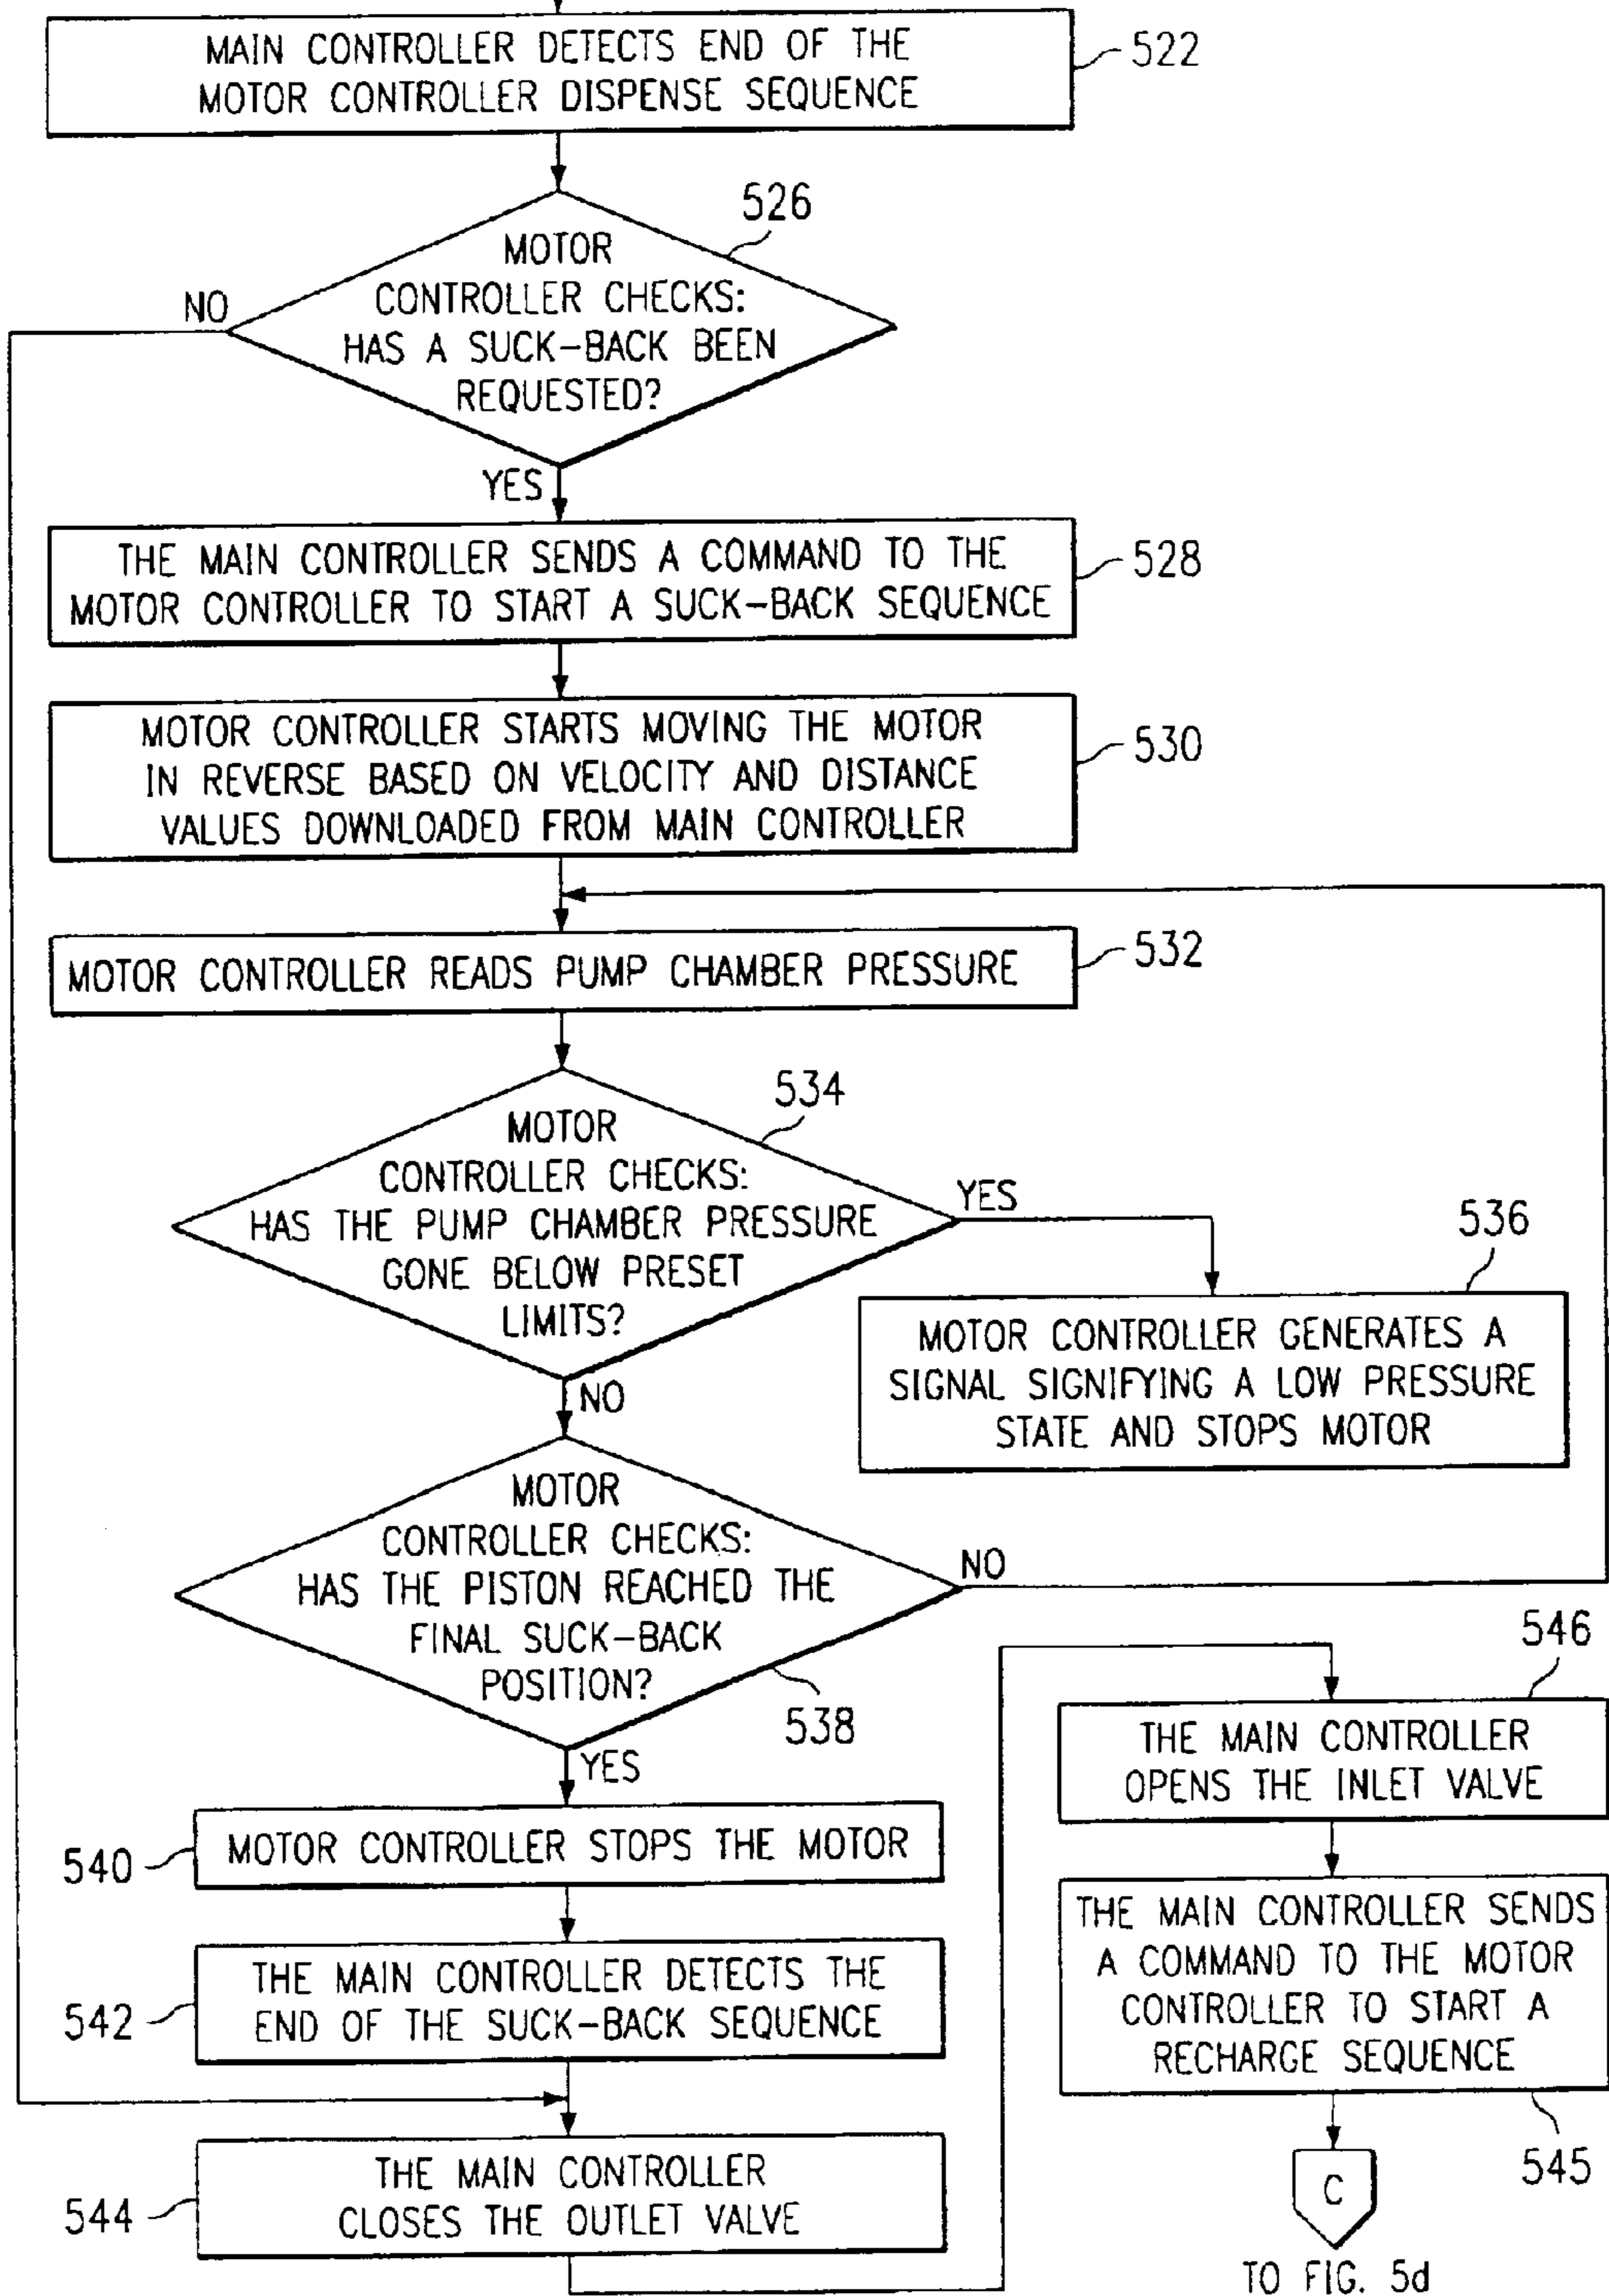 MAIN CONTROLLER DETECTS END OF THE
MOTOR CONTROLLER DISPENSE SEQUENCE
522
526
MOTOR
CONTROLLER CHECKS:
HAS A SUCK-BACK BEEN
REQUESTED?
NO
YES
THE MAIN CONTROLLER SENDS A COMMAND TO THE
MOTOR CONTROLLER TO START A SUCK-BACK SEQUENCE
528
MOTOR CONTROLLER STARTS MOVING THE MOTOR
IN REVERSE BASED ON VELOCITY AND DISTANCE
VALUES DOWNLOADED FROM MAIN CONTROLLER
530
MOTOR CONTROLLER READS PUMP CHAMBER PRESSURE
532
534
MOTOR
CONTROLLER CHECKS:
HAS THE PUMP CHAMBER PRESSURE
GONE BELOW PRESET
LIMITS?
YES
NO
536
MOTOR CONTROLLER GENERATES A
SIGNAL SIGNIFYING A LOW PRESSURE
STATE AND STOPS MOTOR
MOTOR
CONTROLLER CHECKS:
HAS THE PISTON REACHED THE
FINAL SUCK-BACK
POSITION?
538
NO
YES
540
MOTOR CONTROLLER STOPS THE MOTOR
542
THE MAIN CONTROLLER DETECTS THE
END OF THE SUCK-BACK SEQUENCE
544
THE MAIN CONTROLLER
CLOSES THE OUTLET VALVE
546
THE MAIN CONTROLLER
OPENS THE INLET VALVE
THE MAIN CONTROLLER SENDS
A COMMAND TO THE MOTOR
CONTROLLER TO START A
RECHARGE SEQUENCE
545
C
TO FIG. 5d